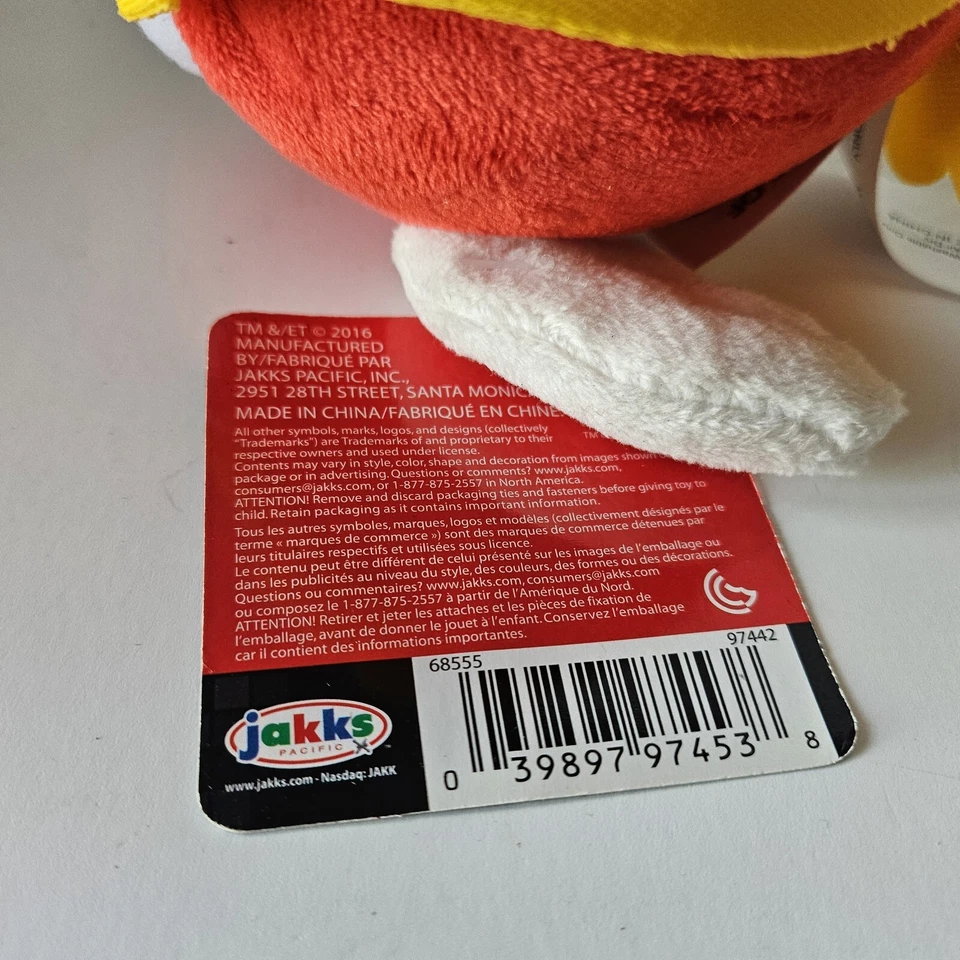 TM &/ET © 2016
MANUFACTURED
BY/FABRIQUÉ PAR
JAKKS PACIFIC, INC.,
2951 28TH STREET, SANTA MONIC
MADE IN CHINA/FABRIQUÉ EN CHINE.
All other symbols, marks, logos, and designs (collectively
"Trademarks") are Trademarks of and proprietary to their
respective owners and used under license.
Contents may vary in style, color, shape and decoration from images shown
package or in advertising. Questions or comments? www.jakks.com,
consumers@jakks.com, or 1-877-875-2557 in North America.
ATTENTION! Remove and discard packaging ties and fasteners before giving toy to
child. Retain packaging as it contains important information.
Tous les autres symboles, marques, logos et modèles (collectivement désignés par le
terme « marques de commerce ») sont des marques de commerce détenues par
leurs titulaires respectifs et utilisées sous licence.
Le contenu peut être différent de celui présenté sur les images de l'emballage ou
dans les publicités au niveau du style, des couleurs, des formes ou des décorations.
Questions ou commentaires? www.jakks.com, consumers@jakks.com
ou composez le 1-877-875-2557 à partir de l'Amérique du Nord.
ATTENTION! Retirer et jeter les attaches et les pièces de fixation de
l'emballage, avant de donner le jouet à l'enfant. Conservez l'emballage
car il contient des informations importantes.
68555 97442
jakks
PACIFIC
www.jakks.com - Nasdaq: JAKK
0 39897 97453 8